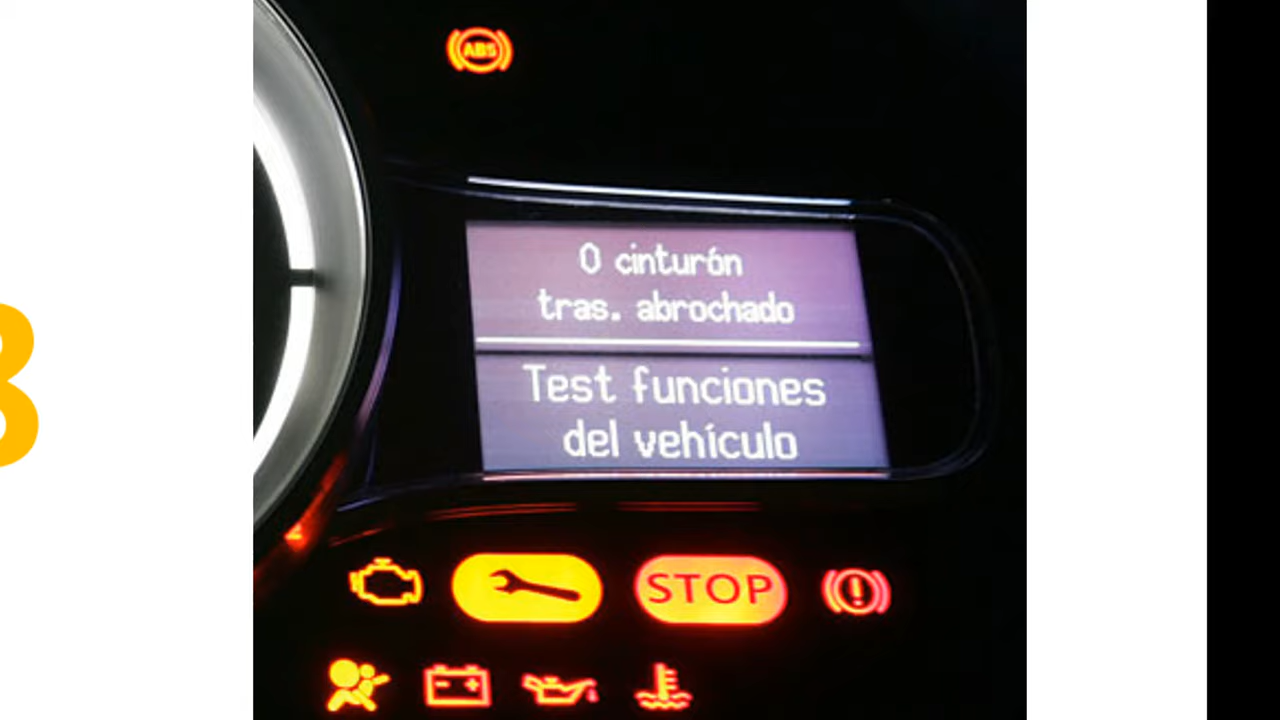 ABS
0 cinturón
tras. abrochado
Test funciones
del vehículo
STOP